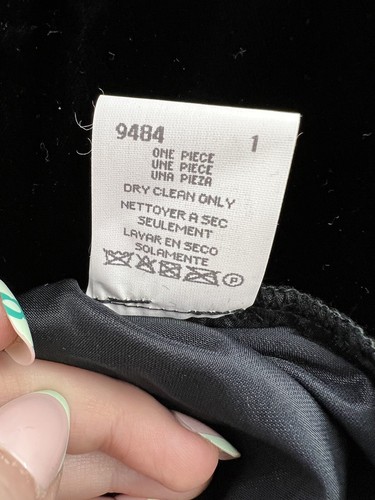 9484 1
ONE PIECE
UNE PIECE
UNA PIEZA
DRY CLEAN ONLY
NETTOYER A SEC
SEULEMENT
LAVAR EN SECO
SOLAMENTE
P